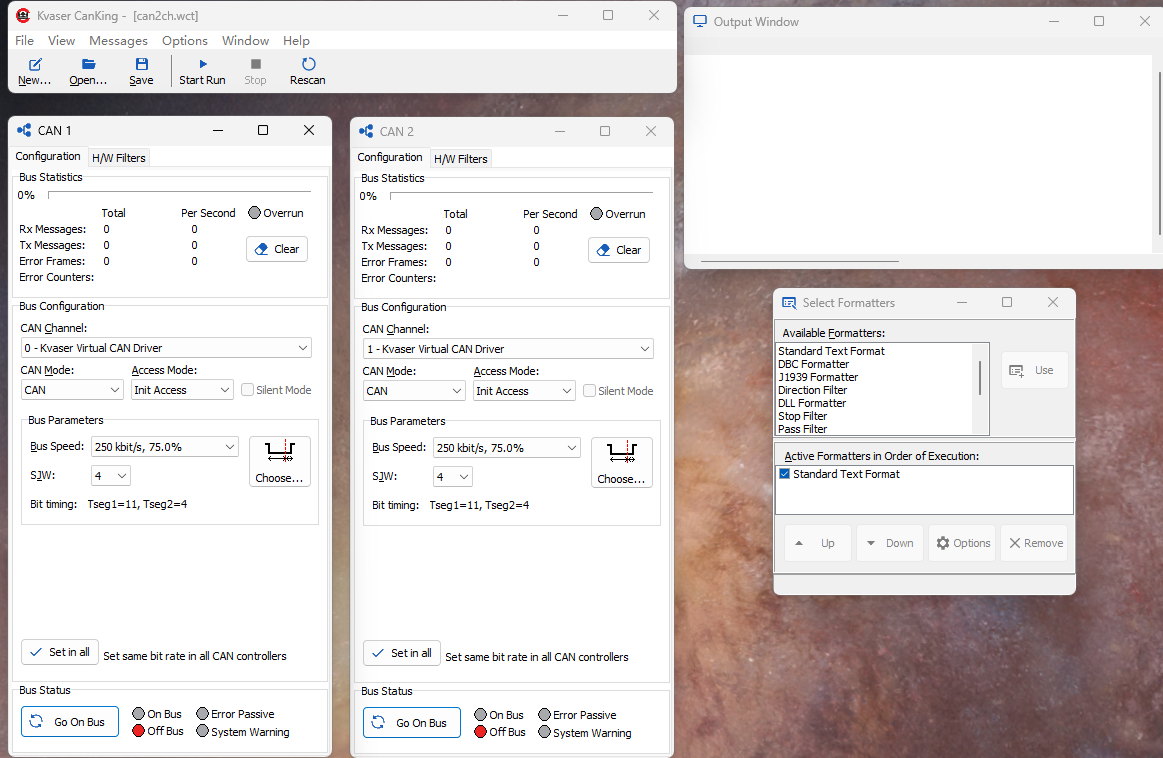 Kvaser CanKing - [can2ch.wct]
File View Messages Options Window Help
New... Open... Save Start Run Stop Rescan
Output Window
CAN 1
Configuration H/W Filters
Bus Statistics
0%
Total Per Second Overrun
Rx Messages: 0 0
Tx Messages: 0 0
Error Frames: 0 0
Error Counters:
Clear
Bus Configuration
CAN Channel:
0 - Kvaser Virtual CAN Driver
CAN Mode: Access Mode:
CAN Init Access Silent Mode
Bus Parameters
Bus Speed: 250 kbit/s, 75.0%
SJW: 4
Choose...
Bit timing: Tseg1=11, Tseg2=4
Set in all Set same bit rate in all CAN controllers
Bus Status
Go On Bus
On Bus Error Passive
Off Bus System Warning
CAN 2
Configuration H/W Filters
Bus Statistics
0%
Total Per Second Overrun
Rx Messages: 0 0
Tx Messages: 0 0
Error Frames: 0 0
Error Counters:
Clear
Bus Configuration
CAN Channel:
1 - Kvaser Virtual CAN Driver
CAN Mode: Access Mode:
CAN Init Access Silent Mode
Bus Parameters
Bus Speed: 250 kbit/s, 75.0%
SJW: 4
Choose...
Bit timing: Tseg1=11, Tseg2=4
Set in all Set same bit rate in all CAN controllers
Bus Status
Go On Bus
On Bus Error Passive
Off Bus System Warning
Select Formatters
Available Formatters:
Standard Text Format
DBC Formatter
J1939 Formatter
Direction Filter
DLL Formatter
Stop Filter
Pass Filter
Use
Active Formatters in Order of Execution:
Standard Text Format
Up Down Options Remove